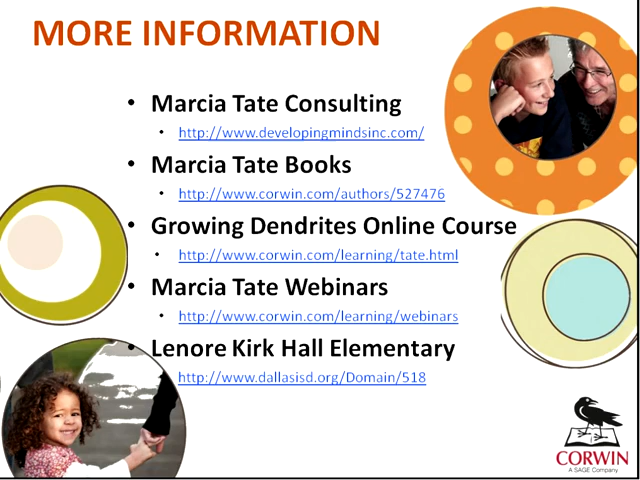 MORE INFORMATION
• Marcia Tate Consulting
• http://www.developingmindsinc.com/
• Marcia Tate Books
• http://www.corwin.com/authors/527476
• Growing Dendrites Online Course
• http://www.corwin.com/learning/tate.html
• Marcia Tate Webinars
• http://www.corwin.com/learning/webinars
• Lenore Kirk Hall Elementary
http://www.dallasisd.org/Domain/518
CORWIN
A SAGE Company